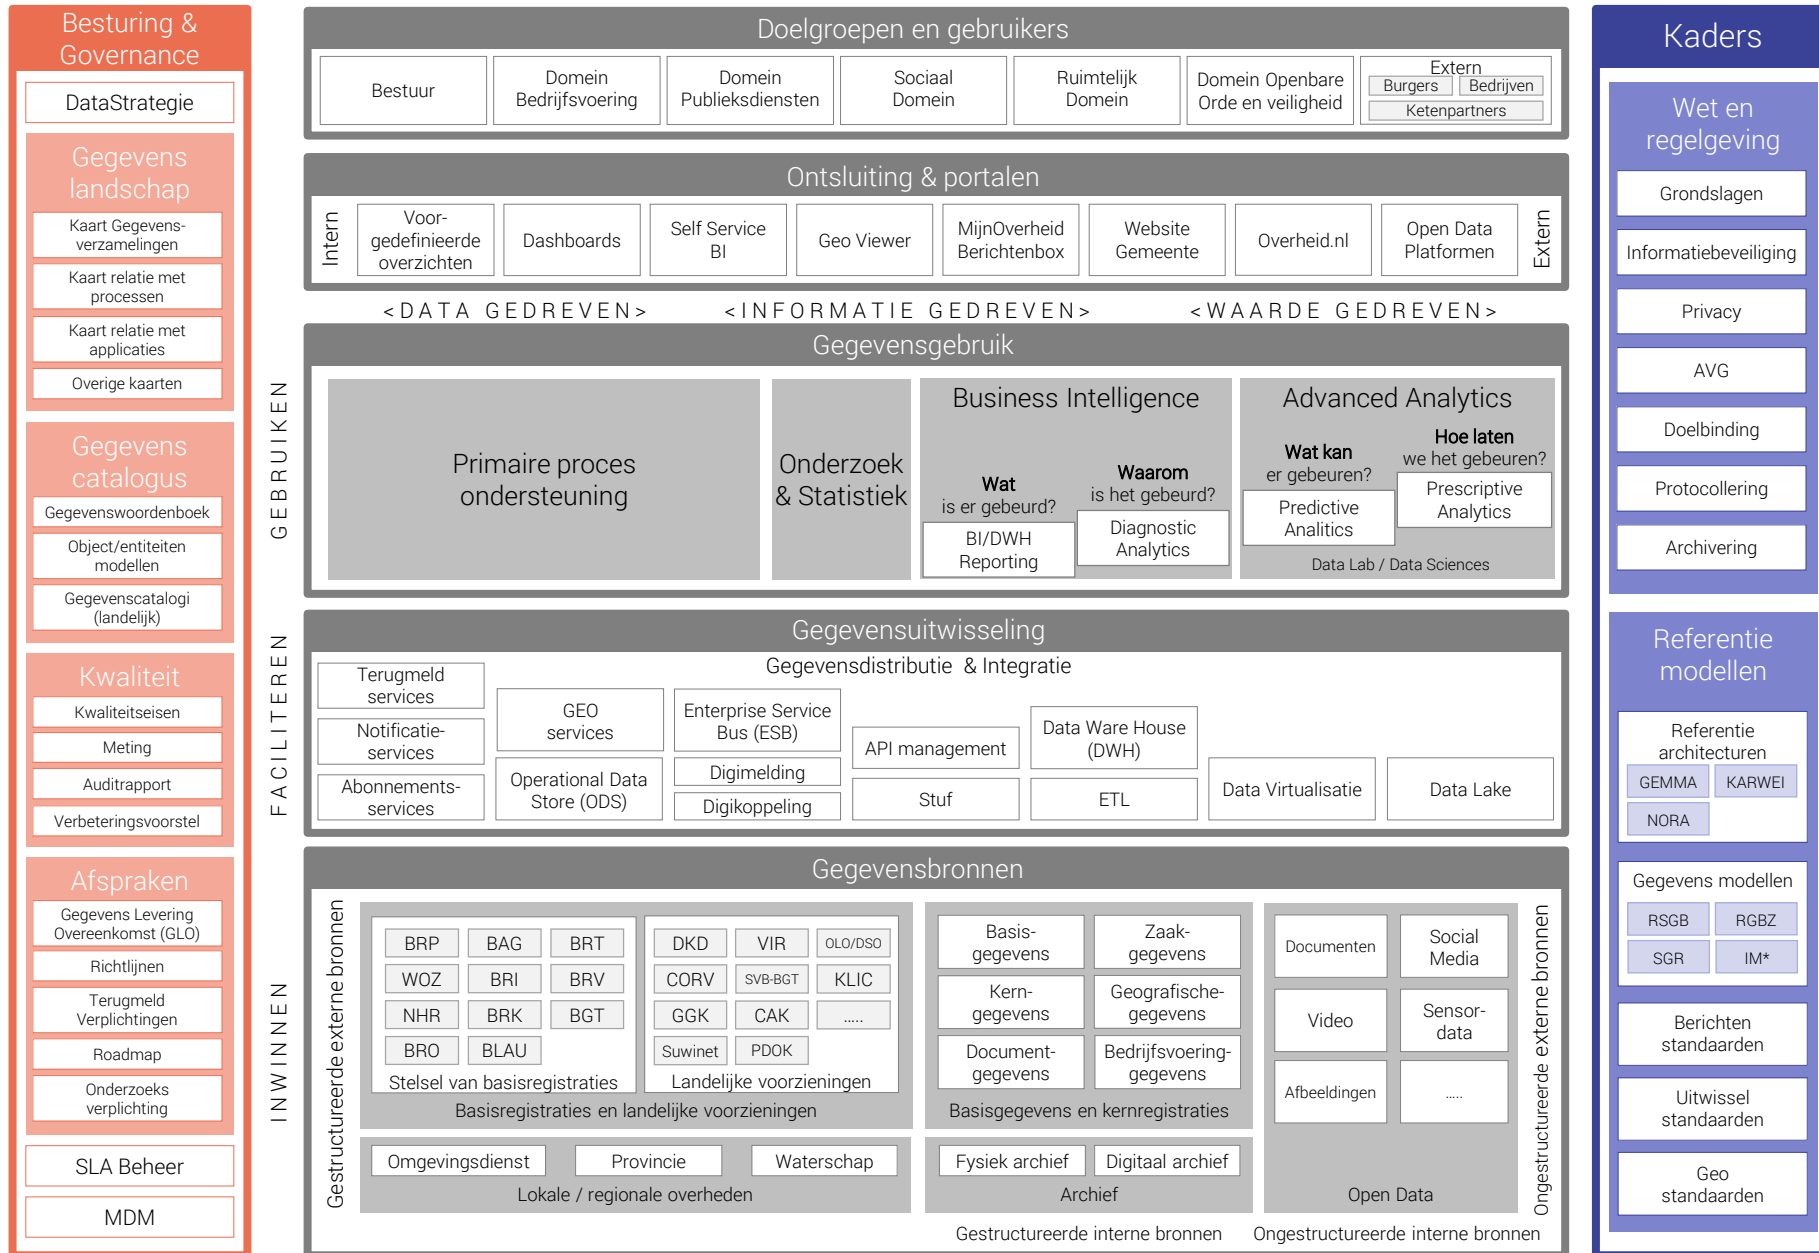 Besturing &
Governance
DataStrategie
Gegevens
landschap
Kaart Gegevens-
verzamelingen
Kaart relatie met
processen
Kaart relatie met
applicaties
Overige kaarten
Gegevens
catalogus
Gegevenswoordenboek
Object/entiteiten
modellen
Gegevenscatalogi
(landelijk)
Kwaliteit
Kwaliteitseisen
Meting
Auditrapport
Verbeteringsvoorstel
Afspraken
Gegevens Levering
Overeenkomst (GLO)
Richtlijnen
Terugmeld
Verplichtingen
Roadmap
Onderzoeks
verplichting
SLA Beheer
MDM
GEBRUIKEN
FACILITEREN
INWINNEN
Doelgroepen en gebruikers
Bestuur
Domein
Bedrijfsvoering
Domein
Publieksdiensten
Sociaal
Domein
Ruimtelijk
Domein
Domein Openbare
Orde en veiligheid
Extern
Burgers
Bedrijven
Ketenpartners
Ontsluiting & portalen
Intern
Voor-
gedefinieerde
overzichten
Dashboards
Self Service
BI
Geo Viewer
MijnOverheid
Berichtenbox
Website
Gemeente
Overheid.nl
Open Data
Platformen
Extern
<DATA GEDREVEN>
<INFORMATIE GEDREVEN>
<WAARDE GEDREVEN>
Gegevensgebruik
Primaire proces
ondersteuning
Onderzoek
& Statistiek
Business Intelligence
Wat
is er gebeurd?
BI/DWH
Reporting
Waarom
is het gebeurd?
Diagnostic
Analytics
Advanced Analytics
Wat kan
er gebeuren?
Predictive
Analitics
Hoe laten
we het gebeuren?
Prescriptive
Analytics
Data Lab / Data Sciences
Gegevensuitwisseling
Gegevensdistributie & Integratie
Terugmeld
services
Notificatie-
services
Abonnements-
services
GEO
services
Operational Data
Store (ODS)
Enterprise Service
Bus (ESB)
Digimelding
Digikoppeling
API management
Stuf
Data Ware House
(DWH)
ETL
Data Virtualisatie
Data Lake
Gegevensbronnen
Gestructureerde externe bronnen
BRP
BAG
BRT
WOZ
BRI
BRV
NHR
BRK
BGT
BRO
BLAU
Stelsel van basisregistraties
DKD
VIR
OLO/DSO
CORV
SVB-BGT
KLIC
GGK
CAK
.....
Suwinet
PDOK
Landelijke voorzieningen
Basisregistraties en landelijke voorzieningen
Omgevingsdienst
Provincie
Waterschap
Lokale / regionale overheden
Basis-
gegevens
Zaak-
gegevens
Kern-
gegevens
Geografische-
gegevens
Document-
gegevens
Bedrijfsvoering-
gegevens
Basisgegevens en kernregistraties
Fysiek archief
Digitaal archief
Archief
Gestructureerde interne bronnen
Documenten
Social
Media
Video
Sensor-
data
Afbeeldingen
.....
Open Data
Ongestructureerde interne bronnen
Ongestructureerde externe bronnen
Kaders
Wet en
regelgeving
Grondslagen
Informatiebeveiliging
Privacy
AVG
Doelbinding
Protocollering
Archivering
Referentie
modellen
Referentie
architecturen
GEMMA
KARWEI
NORA
Gegevens modellen
RSGB
RGBZ
SGR
IM*
Berichten
standaarden
Uitwissel
standaarden
Geo
standaarden